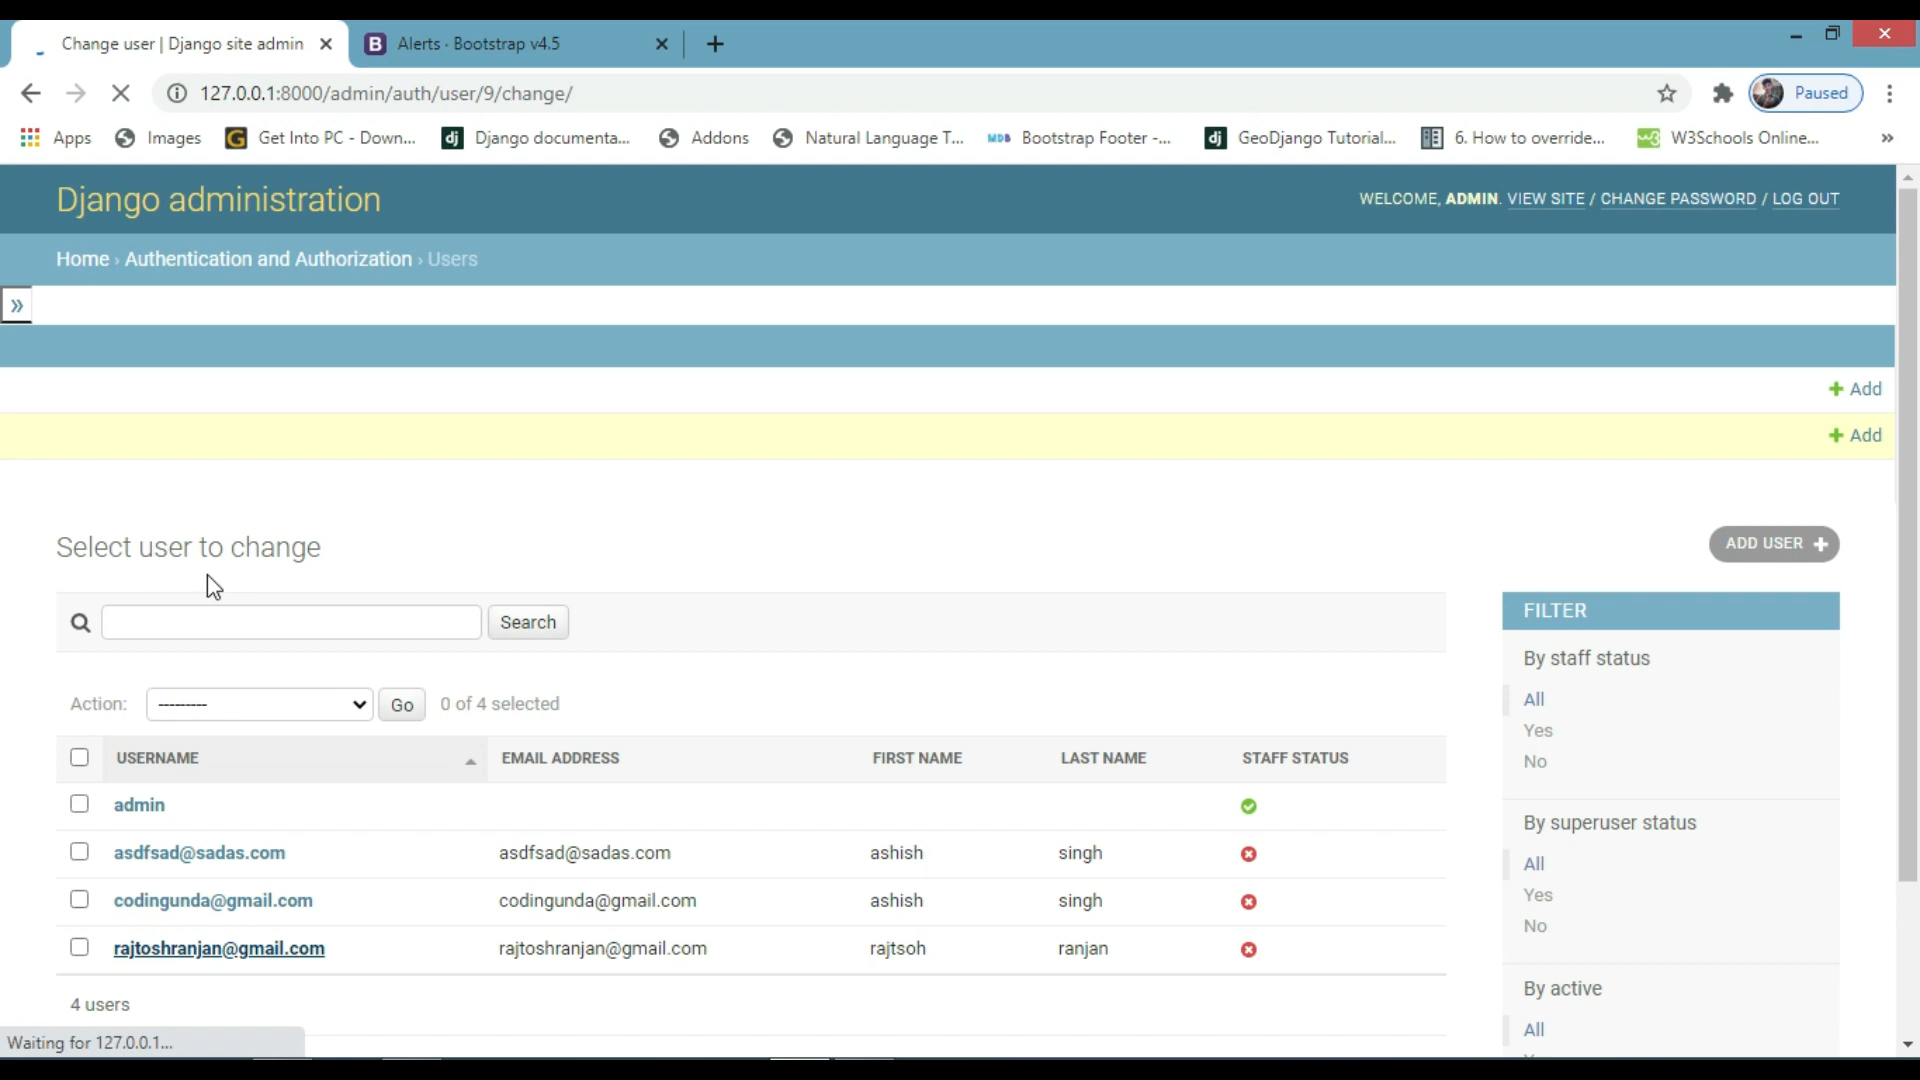 Change user | Django site admin
Alerts · Bootstrap v4.5
127.0.0.1:8000/admin/auth/user/9/change/
Paused
Apps
Images
Get Into PC - Down...
Django documenta...
Addons
Natural Language T...
Bootstrap Footer -...
GeoDjango Tutorial...
6. How to override...
W3Schools Online...
»
Django administration
WELCOME, ADMIN. VIEW SITE / CHANGE PASSWORD / LOG OUT
Home › Authentication and Authorization › Users
»
+ Add
+ Add
Select user to change
ADD USER +
Search
FILTER
By staff status
All
Yes
No
Action: --------- Go 0 of 4 selected
USERNAME EMAIL ADDRESS FIRST NAME LAST NAME STAFF STATUS
admin
asdfsad@sadas.com asdfsad@sadas.com ashish singh
codingunda@gmail.com codingunda@gmail.com ashish singh
rajtoshranjan@gmail.com rajtoshranjan@gmail.com rajtsoh ranjan
By superuser status
All
Yes
No
By active
All
4 users
Waiting for 127.0.0.1...